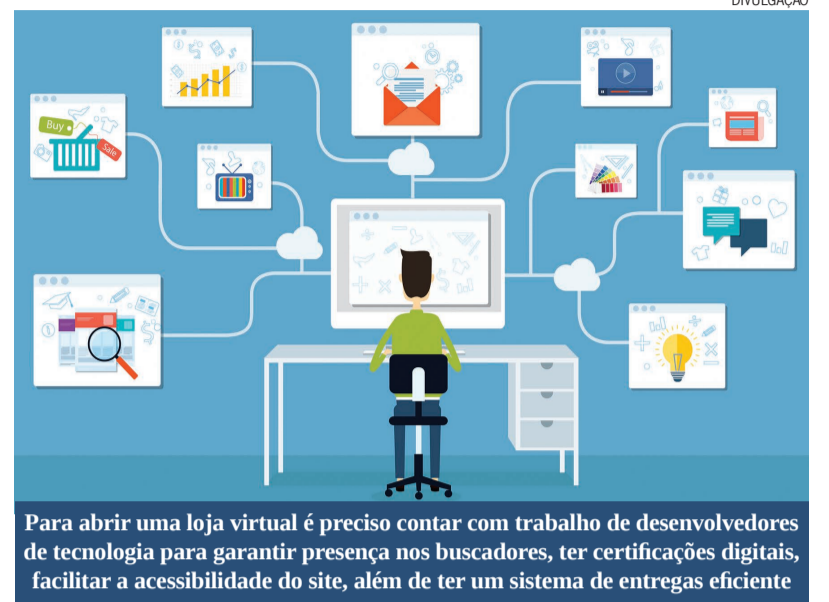 DIVULGAÇÃO
Buy
Sale
Para abrir uma loja virtual é preciso contar com trabalho de desenvolvedores
de tecnologia para garantir presença nos buscadores, ter certificações digitais,
facilitar a acessibilidade do site, além de ter um sistema de entregas eficiente